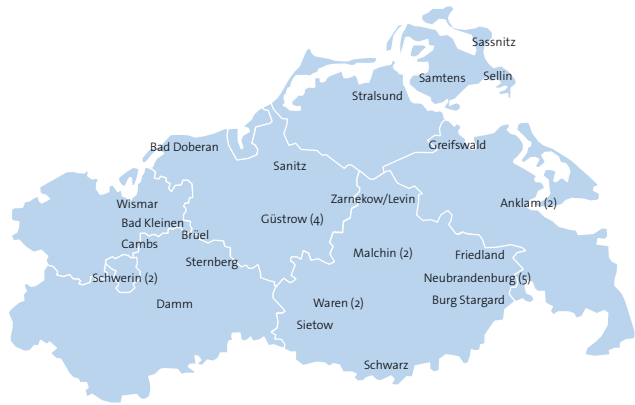 Sassnitz
Samtens
Sellin
Stralsund
Bad Doberan
Greifswald
Sanitz
Zarnekow/Levin
Wismar
Anklam (2)
Güstrow (4)
Bad Kleinen
Brüel
Cambs
Malchin (2)
Friedland
Sternberg
Schwerin (2)
Neubrandenburg (5)
Damm
Waren (2)
Burg Stargard
Sietow
Schwarz